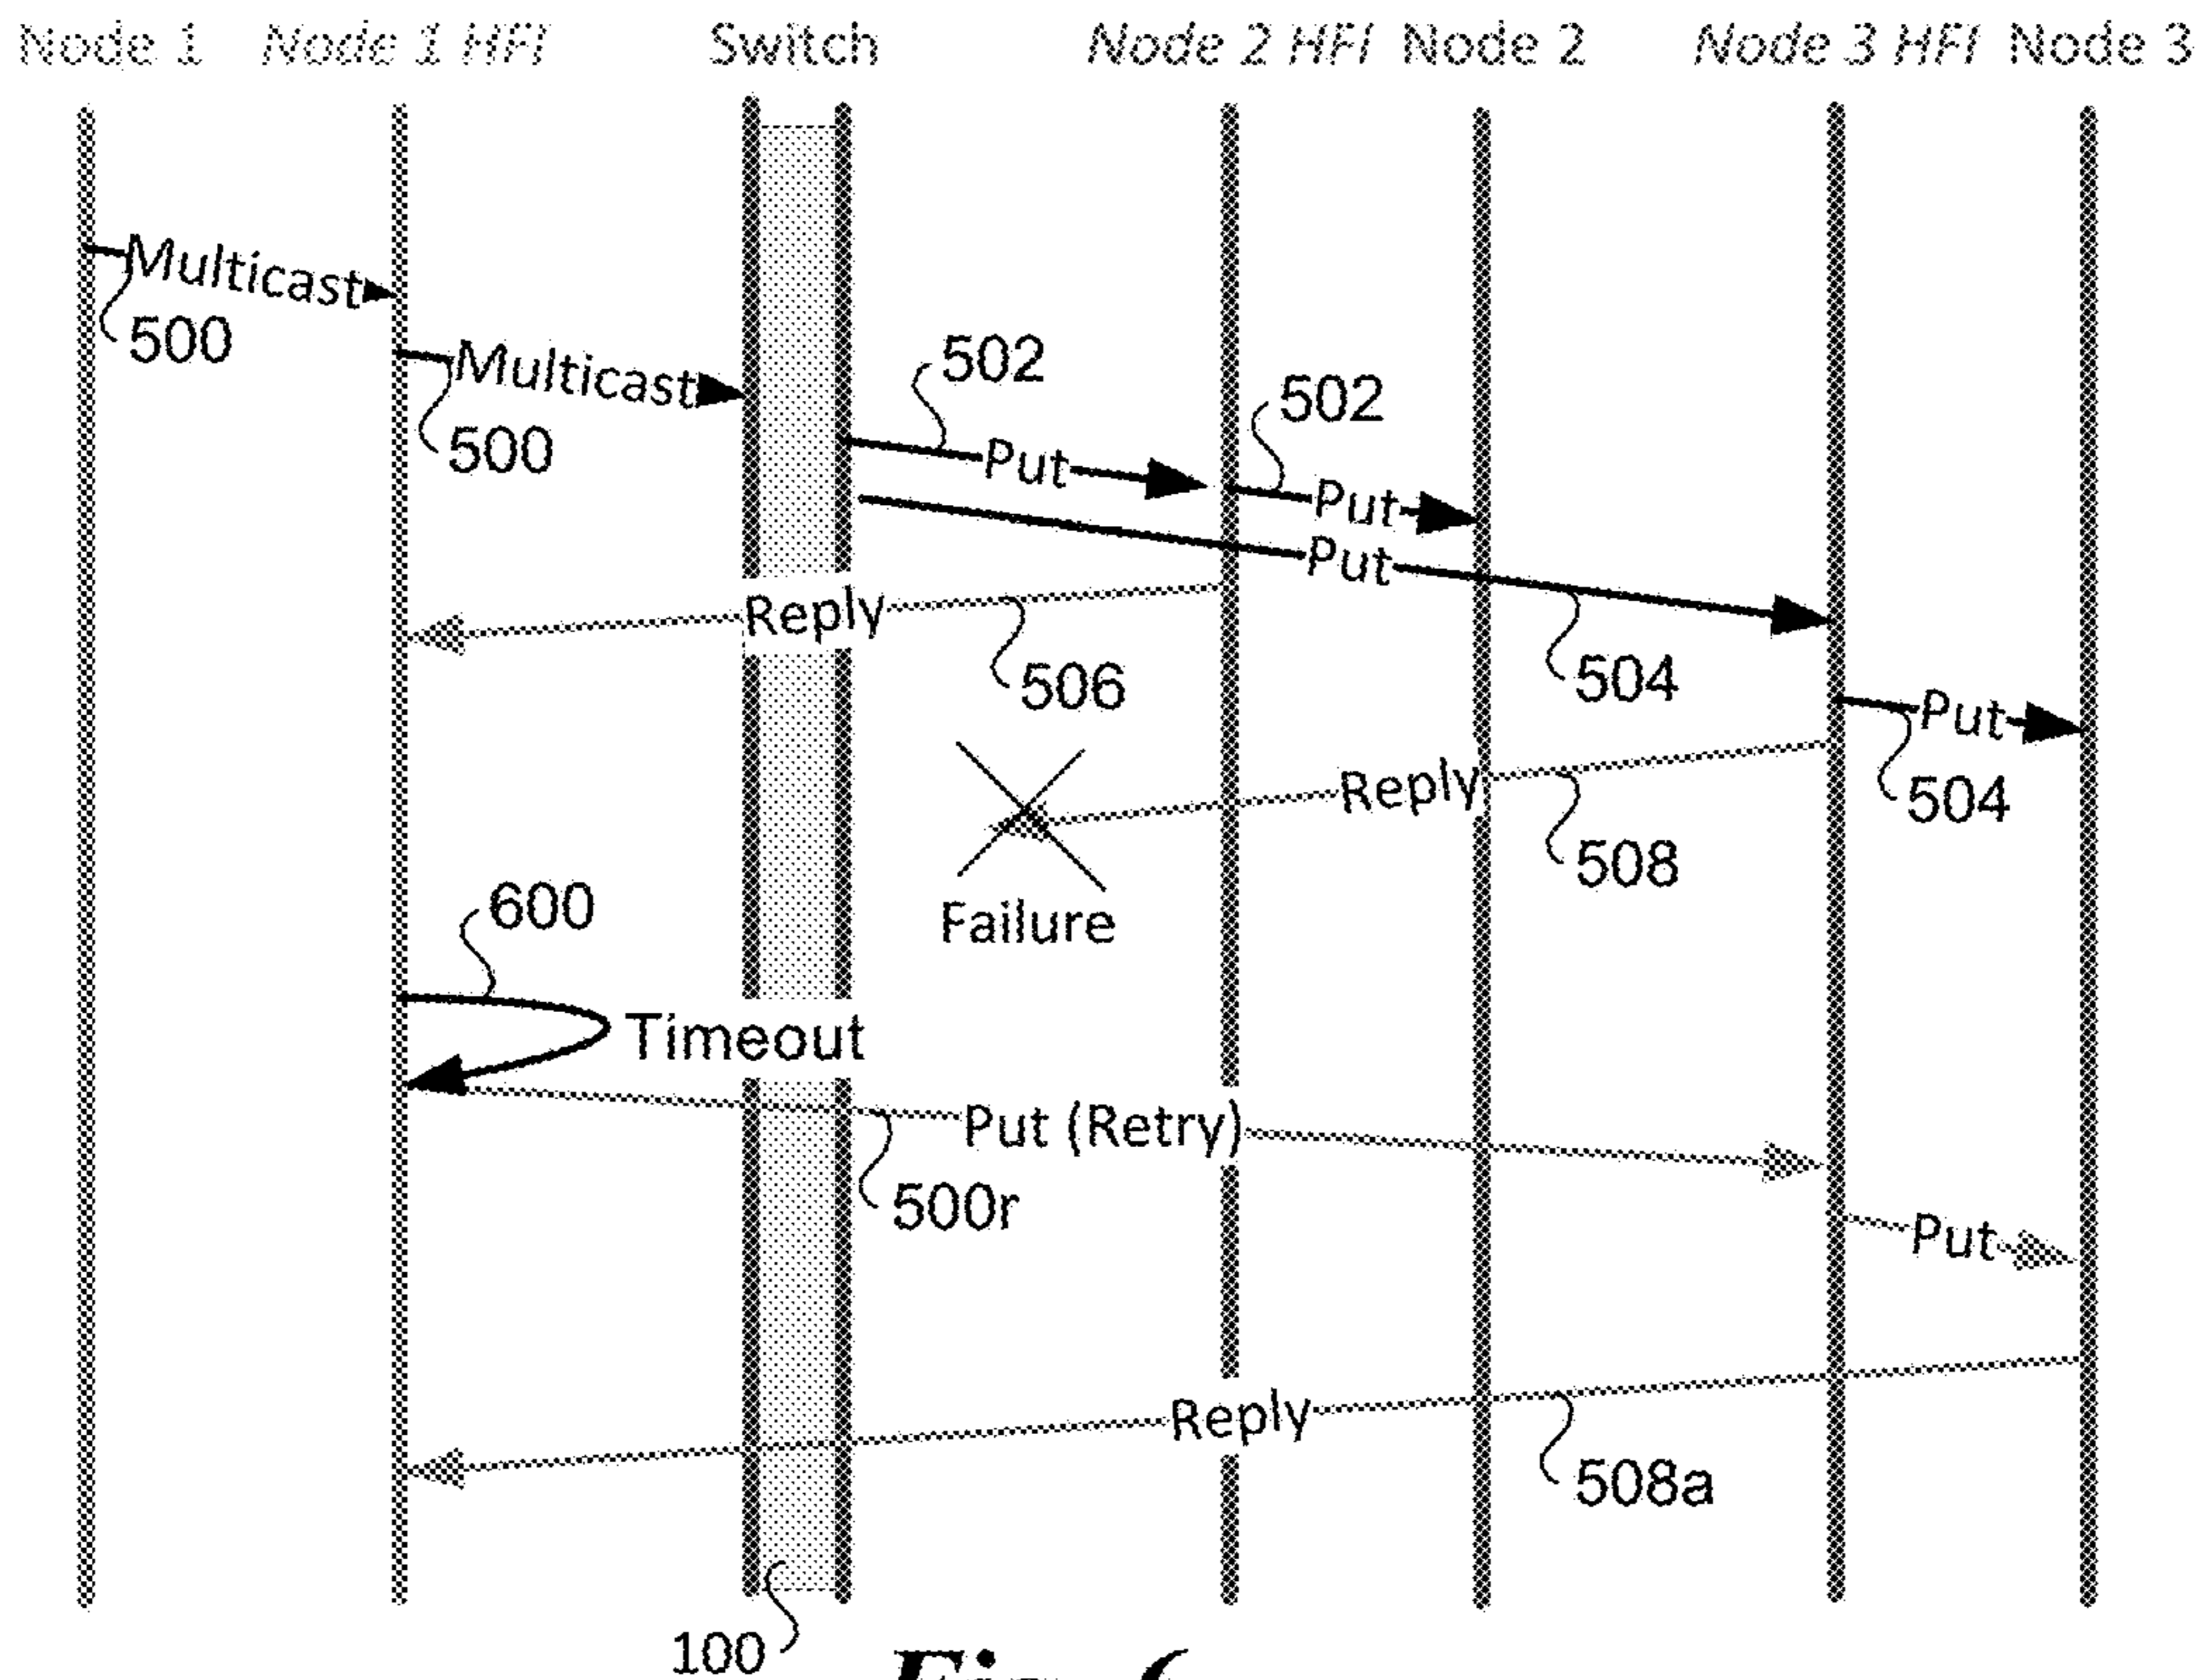 Node 1 Node 1 HFI Switch Node 2 HFI Node 2 Node 3 HFI Node 3
Multicast
500
Multicast
500
502
Put
502
Put
Put
504
Reply
506
Put
504
Reply
508
Failure
600
Timeout
Put (Retry)
500r
Put
Reply
508a
100
Fig. 6